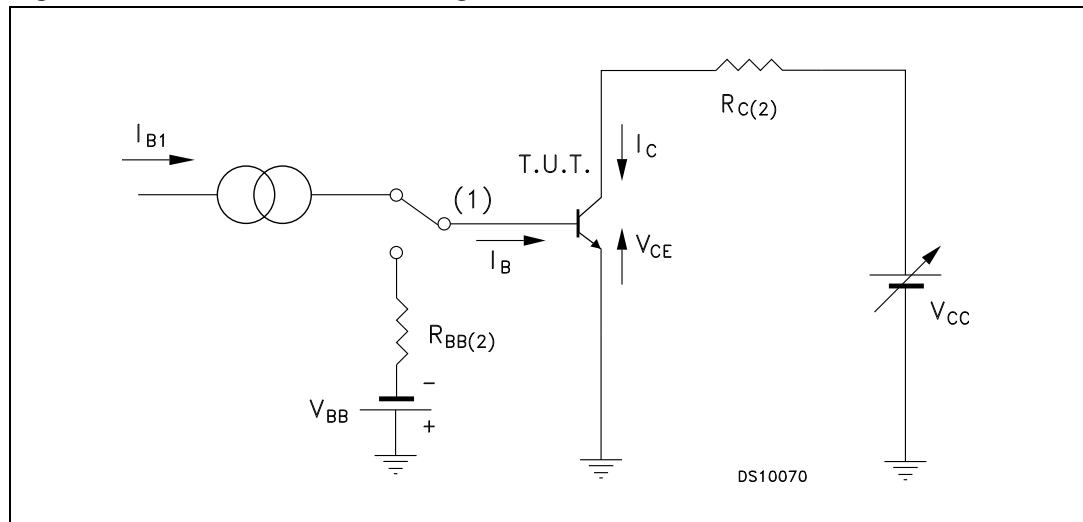 R_C(2)
I_B1
T.U.T.
I_C
(1)
I_B
V_CE
V_CC
R_BB(2)
−
V_BB
+
DS10070